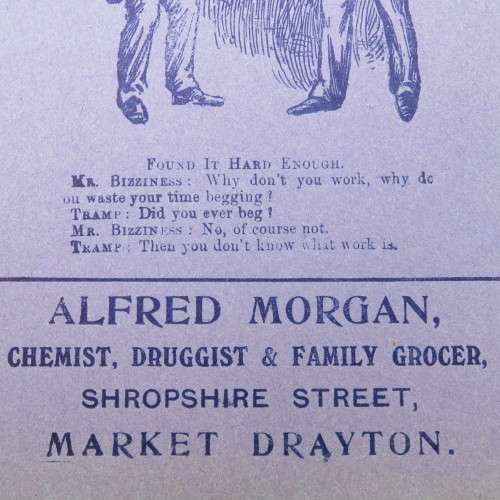 FOUND IT HARD ENOUGH.
MR. BIZZINESS: Why don't you work, why do
ou waste your time begging?
TRAMP: Did you ever beg?
MR. BIZZINESS: No, of course not.
TRAMP: Then you don't know what work is.
ALFRED MORGAN,
CHEMIST, DRUGGIST & FAMILY GROCER,
SHROPSHIRE STREET,
MARKET DRAYTON.